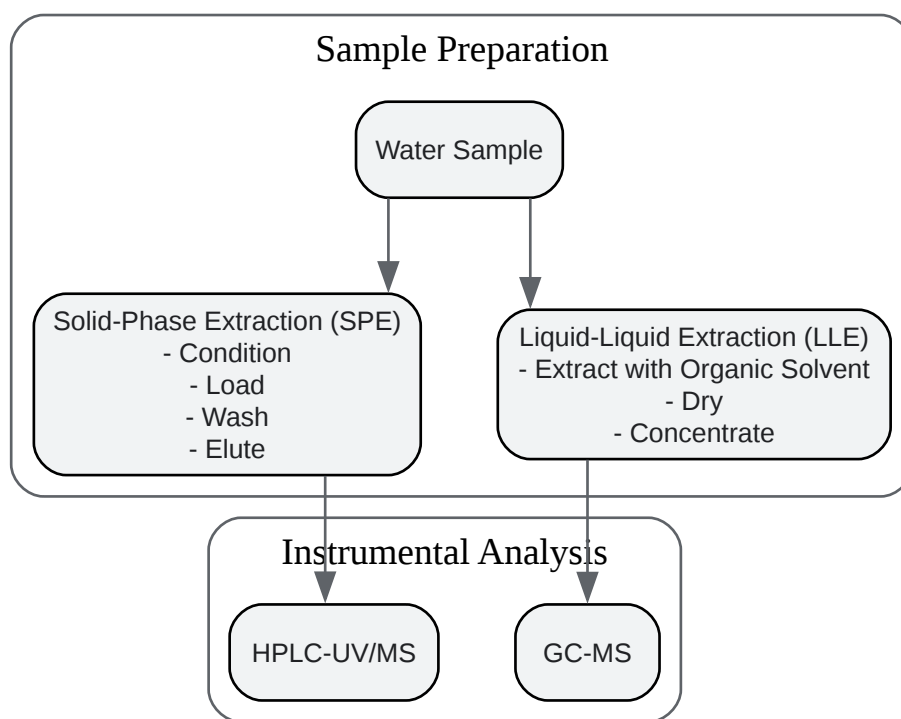 Sample Preparation
Water Sample
Solid-Phase Extraction (SPE)
- Condition
- Load
- Wash
- Elute
Liquid-Liquid Extraction (LLE)
- Extract with Organic Solvent
- Dry
- Concentrate
Instrumental Analysis
HPLC-UV/MS
GC-MS